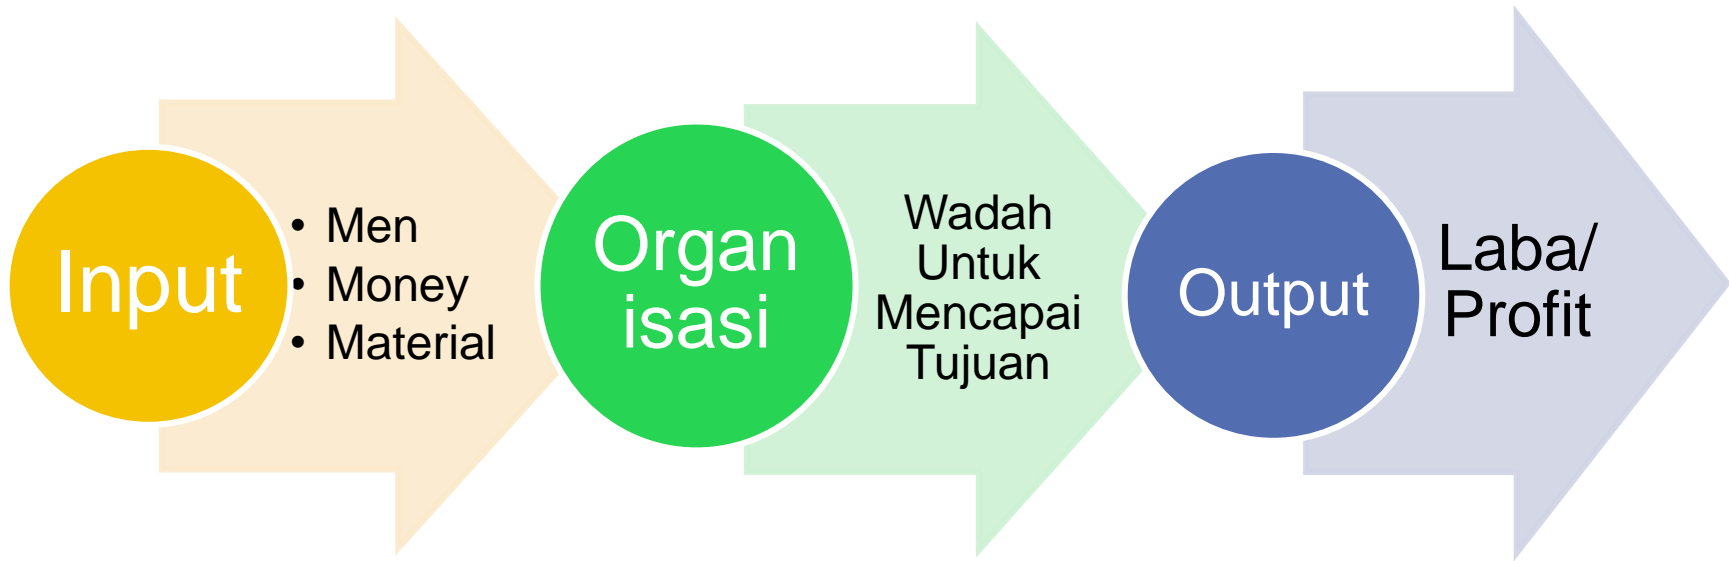 Input
• Men
• Money
• Material
Organ
isasi
Wadah
Untuk
Mencapai
Tujuan
Output
Laba/
Profit